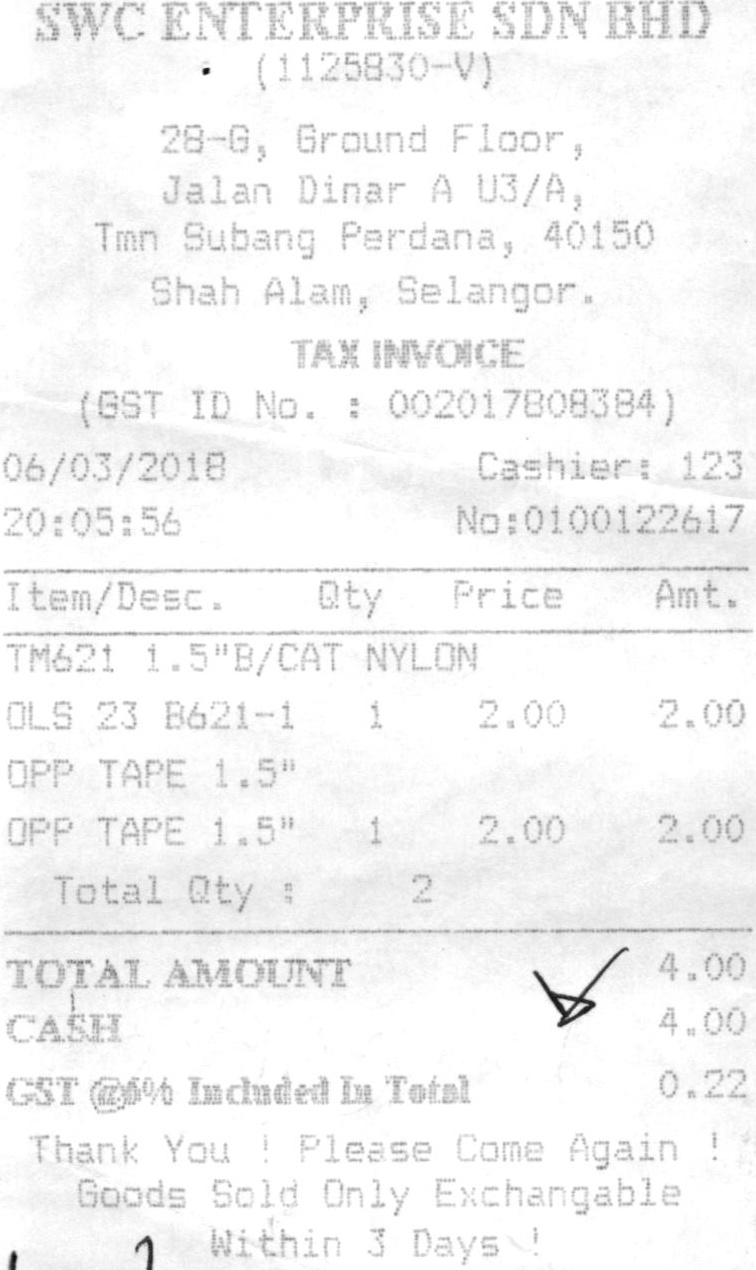 SWC ENTERPRISE SDN BHD
(1125830-V)
28-G, Ground Floor,
Jalan Dinar A U3/A,
Tmn Subang Perdana, 40150
Shah Alam, Selangor.
TAX INVOICE
(GST ID No. : 002017808384)
06/03/2018 Cashier: 123
20:05:56 No:0100122617
Item/Desc. Qty Price Amt.
TM621 1.5"B/CAT NYLON
OLS 23 B621-1 1 2.00 2.00
OPP TAPE 1.5"
OPP TAPE 1.5" 1 2.00 2.00
Total Qty : 2
TOTAL AMOUNT 4.00
CASH 4.00
GST @6% Included In Total 0.22
Thank You ! Please Come Again !
Goods Sold Only Exchangable
Within 3 Days !